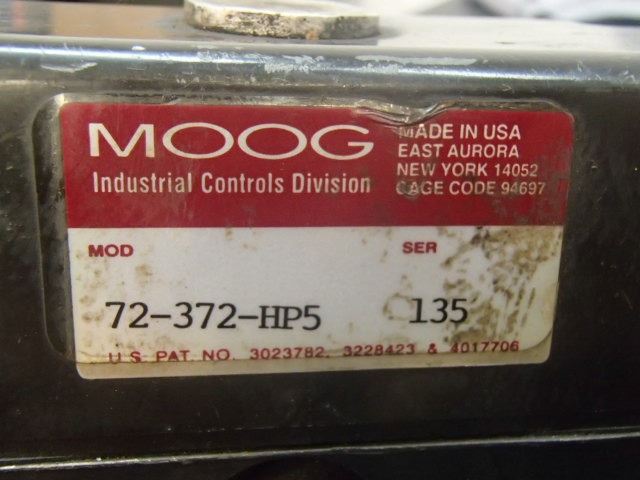 MOOG
Industrial Controls Division
MADE IN USA
EAST AURORA
NEW YORK 14052
CAGE CODE 94697
MOD
SER
72-372-HP5
135
U.S. PAT. NO. 3023782, 3228423 & 4017706